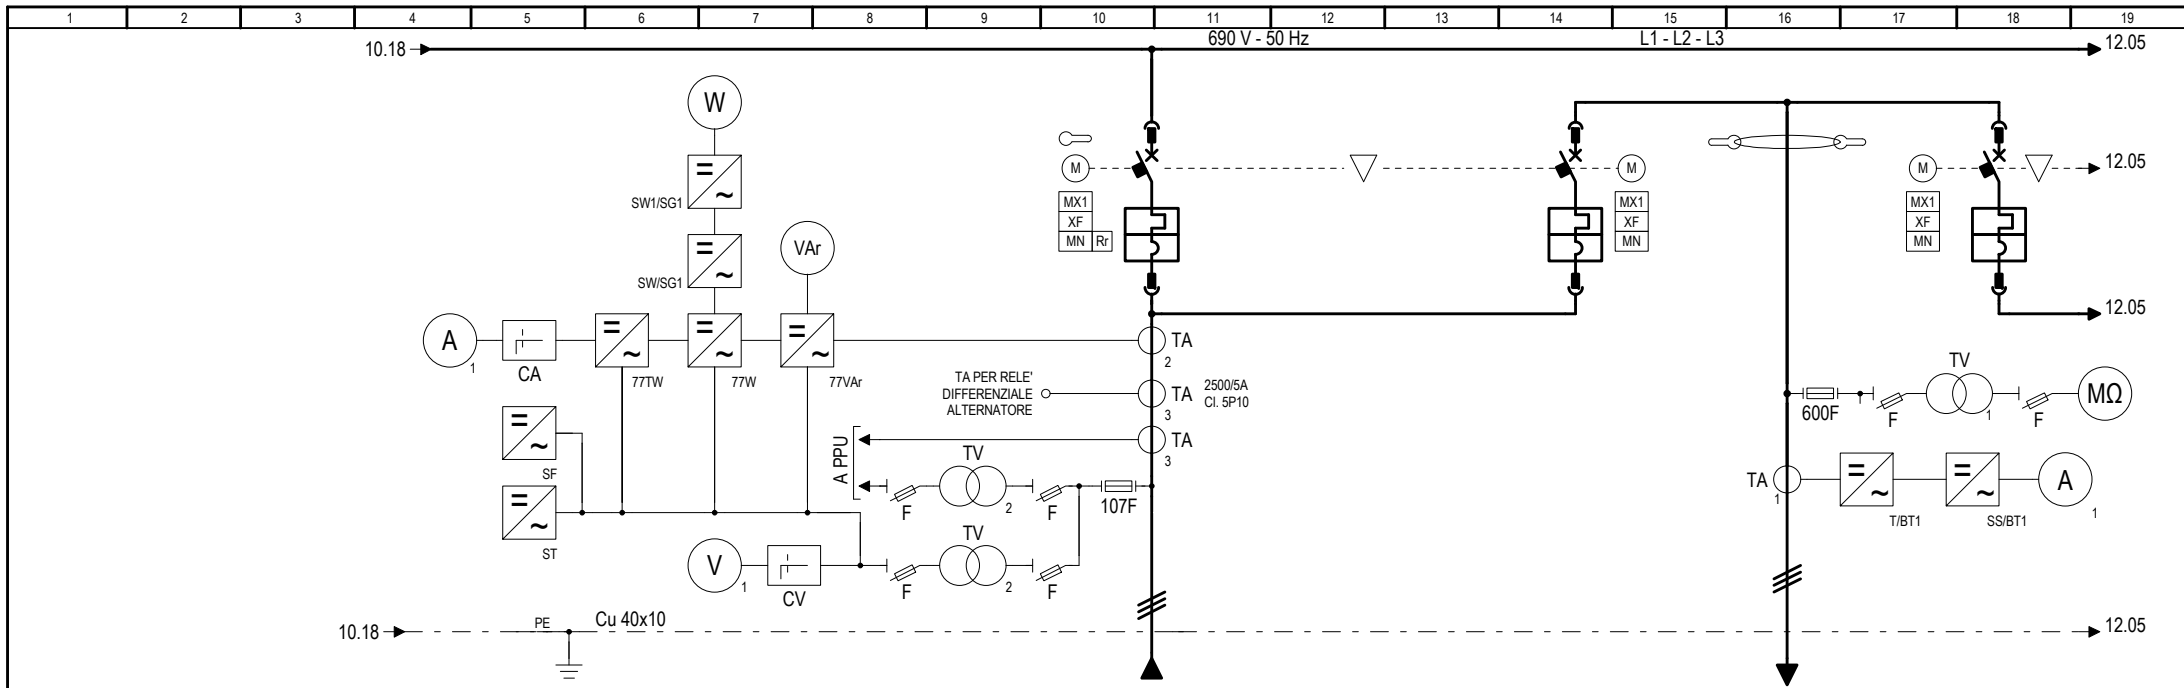 1 2 3 4 5 6 7 8 9 10 11 12 13 14 15 16 17 18 19
10.18 690 V - 50 Hz L1 - L2 - L3 12.05
W
M M M 12.05
SW1/SG1
MX1 MX1 MX1
XF XF XF
MN Rr MN MN
VAr
SW/SG1
12.05
A 1 CA 77TW 77W 77VAr TA 2
TV
TA PER RELE'
DIFFERENZIALE
ALTERNATORE
TA 3
2500/5A
Cl. 5P10
600F F 1 F MΩ
A PPU TA 3
SF
TV
F 2 F 107F
TA 1 T/BT1 SS/BT1 A 1
ST
TV
V 1 CV F 2 F
10.18 PE Cu 40x10 12.05